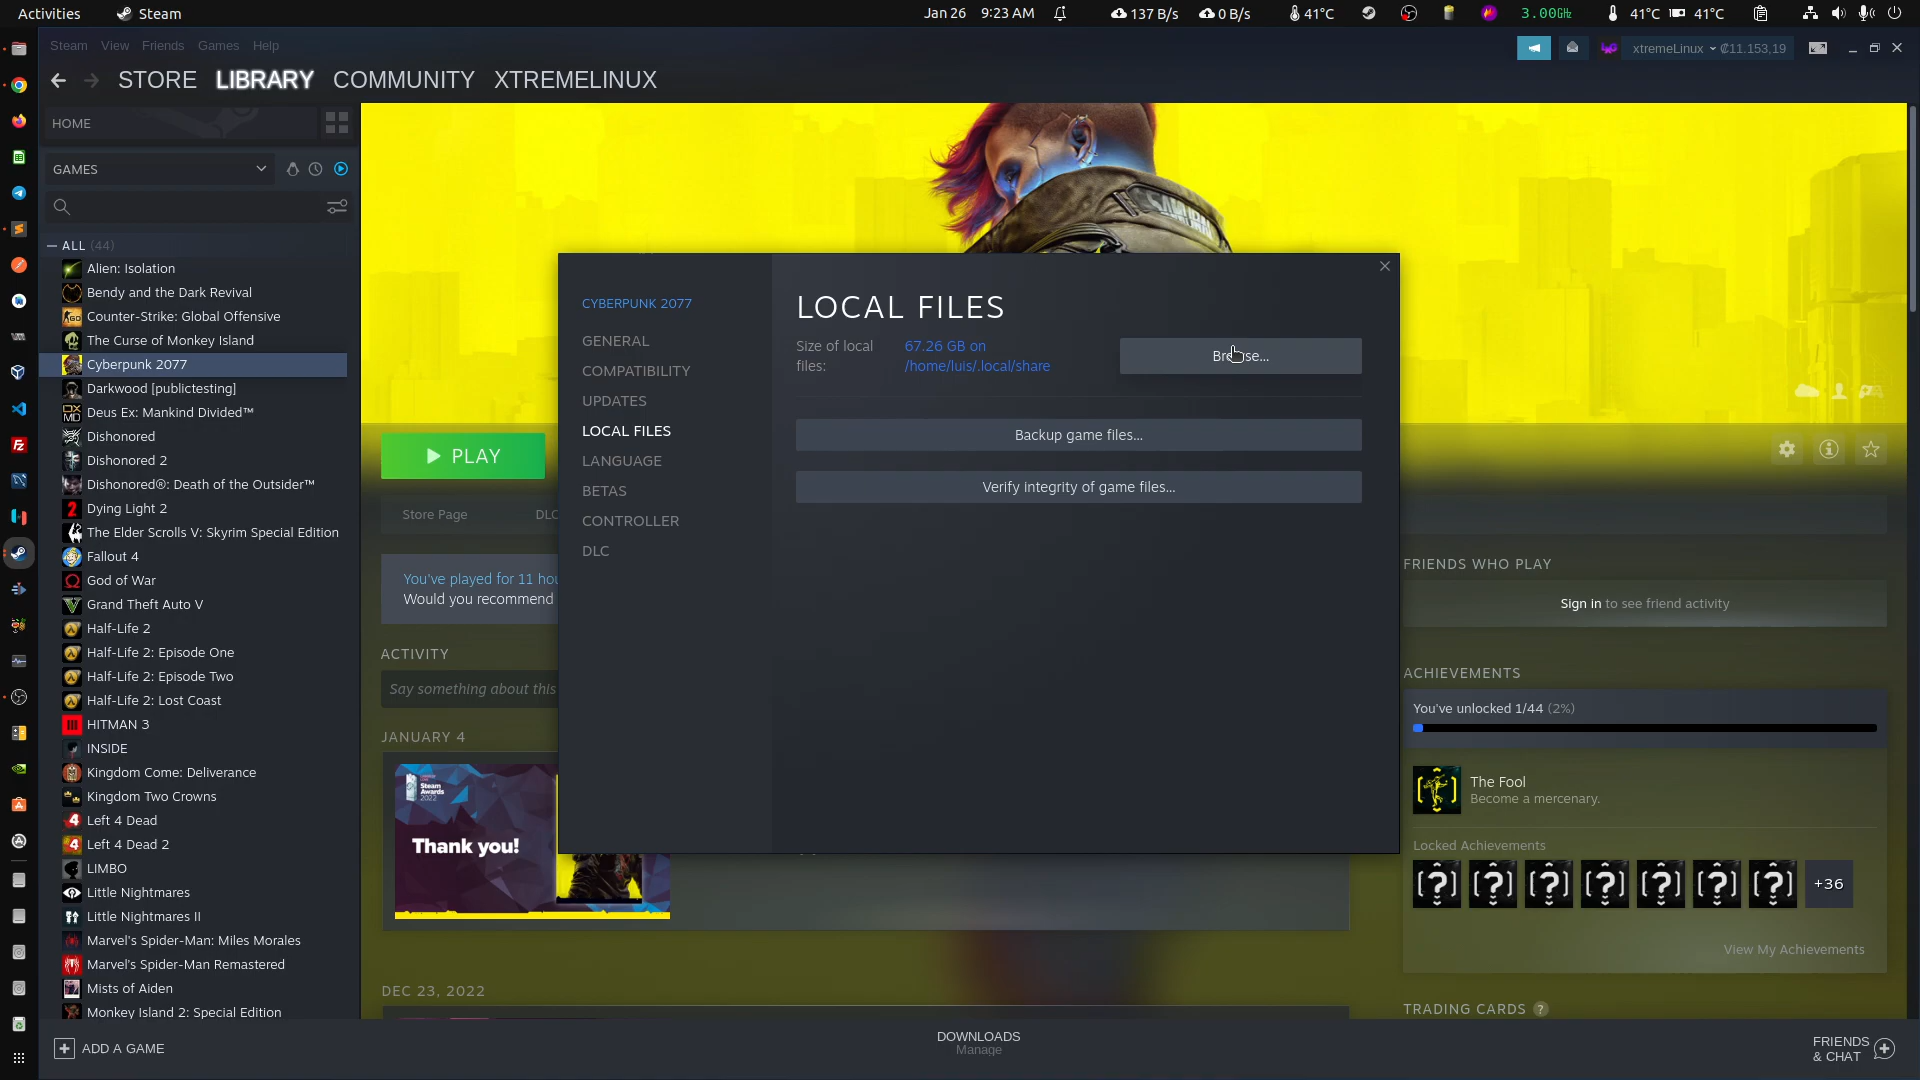 Activities Steam Jan 26 9:23 AM 137 B/s 0 B/s 41°C 3.00GHz 41°C 41°C
Steam View Friends Games Help xtremeLinux ₡11.153,19
STORE LIBRARY COMMUNITY XTREMELINUX
HOME
GAMES
ALL (44)
Alien: Isolation
Bendy and the Dark Revival
Counter-Strike: Global Offensive
The Curse of Monkey Island
Cyberpunk 2077
Darkwood [publictesting]
Deus Ex: Mankind Divided™
Dishonored
Dishonored 2
Dishonored®: Death of the Outsider™
Dying Light 2
The Elder Scrolls V: Skyrim Special Edition
Fallout 4
God of War
Grand Theft Auto V
Half-Life 2
Half-Life 2: Episode One
Half-Life 2: Episode Two
Half-Life 2: Lost Coast
HITMAN 3
INSIDE
Kingdom Come: Deliverance
Kingdom Two Crowns
Left 4 Dead
Left 4 Dead 2
LIMBO
Little Nightmares
Little Nightmares II
Marvel's Spider-Man: Miles Morales
Marvel's Spider-Man Remastered
Mists of Aiden
Monkey Island 2: Special Edition
ADD A GAME
SAMURAI
PLAY
Store Page DLC
You've played for 11 hou
Would you recommend
ACTIVITY
Say something about this
JANUARY 4
Steam
Awards
2022
Thank you!
DEC 23, 2022
CYBERPUNK 2077
GENERAL
COMPATIBILITY
UPDATES
LOCAL FILES
LANGUAGE
BETAS
CONTROLLER
DLC
LOCAL FILES
Size of local
files:
67.26 GB on
/home/luis/.local/share
Browse...
Backup game files...
Verify integrity of game files...
FRIENDS WHO PLAY
Sign in to see friend activity
ACHIEVEMENTS
You've unlocked 1/44 (2%)
The Fool
Become a mercenary.
Locked Achievements
+36
View My Achievements
TRADING CARDS ?
DOWNLOADS
Manage
FRIENDS
& CHAT